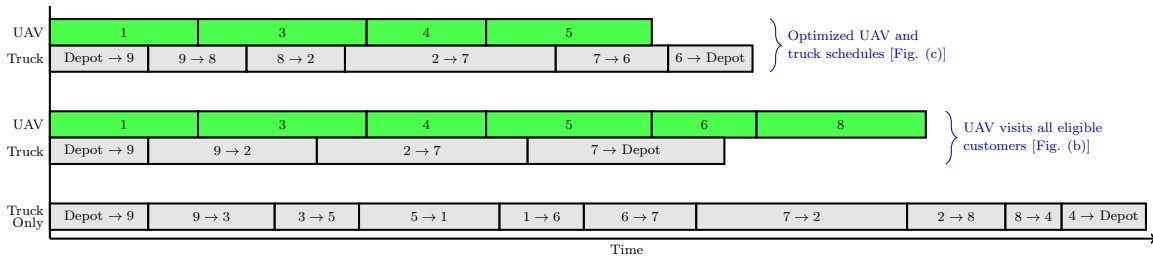 UAV 1 3 4 5
Truck Depot → 9 9 → 8 8 → 2 2 → 7 7 → 6 6 → Depot
Optimized UAV and
truck schedules [Fig. (c)]
UAV 1 3 4 5 6 8
Truck Depot → 9 9 → 2 2 → 7 7 → Depot
UAV visits all eligible
customers [Fig. (b)]
Truck
Only
Depot → 9 9 → 3 3 → 5 5 → 1 1 → 6 6 → 7 7 → 2 2 → 8 8 → 4 4 → Depot
Time